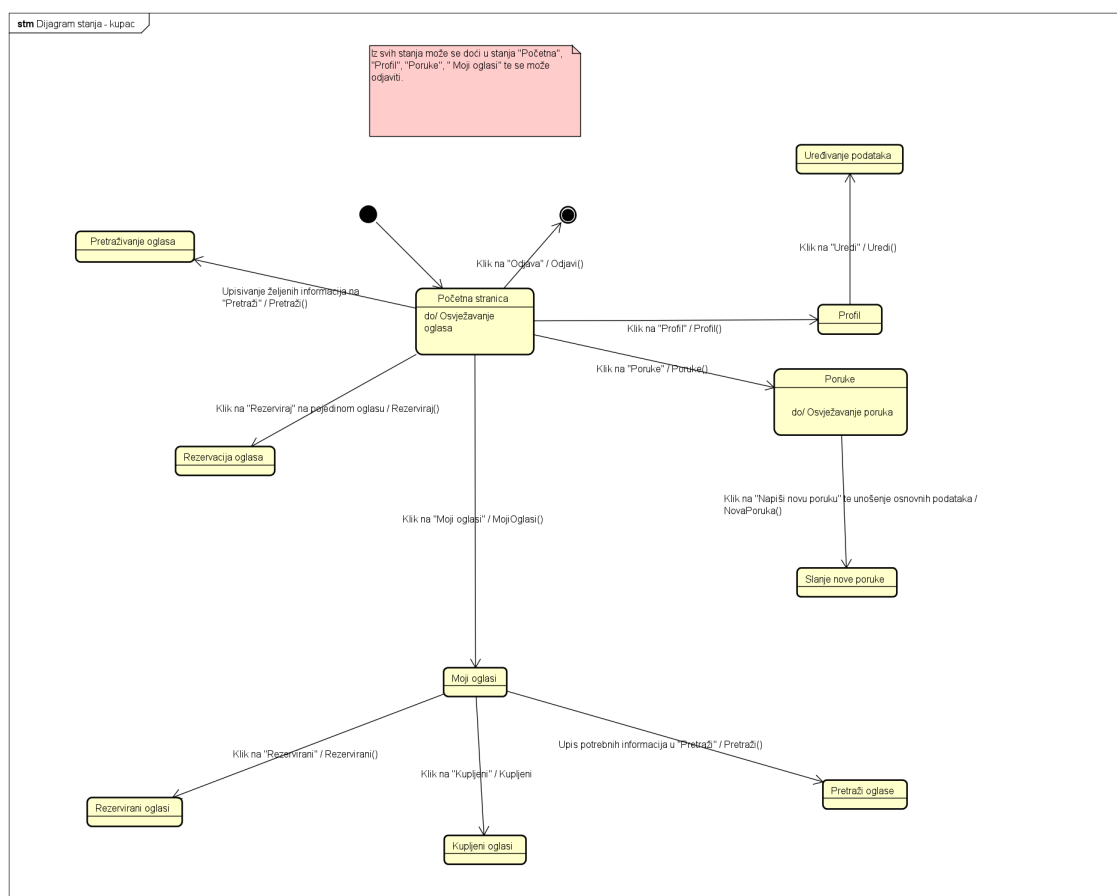 stm Dijagram stanja - kupac
Iz svih stanja može se doći u stanja "Početna",
"Profil", "Poruke", " Moji oglasi" te se može
odjaviti.
Uređivanje podataka
Klik na "Uredi" / Uredi()
Pretraživanje oglasa
Klik na "Odjava" / Odjavi()
Upisivanje željenih informacija na
"Pretraži" / Pretraži()
Početna stranica
do/ Osvježavanje
oglasa
Profil
Klik na "Profil" / Profil()
Klik na "Poruke" / Poruke()
Poruke
do/ Osvježavanje poruka
Klik na "Rezerviraj" na pojedinom oglasu / Rezerviraj()
Rezervacija oglasa
Klik na "Napiši novu poruku" te unošenje osnovnih podataka /
NovaPoruka()
Klik na "Moji oglasi" / MojiOglasi()
Slanje nove poruke
Moji oglasi
Klik na "Rezervirani" / Rezervirani()
Upis potrebnih informacija u "Pretraži" / Pretraži()
Klik na "Kupljeni" / Kupljeni
Pretraži oglase
Rezervirani oglasi
Kupljeni oglasi